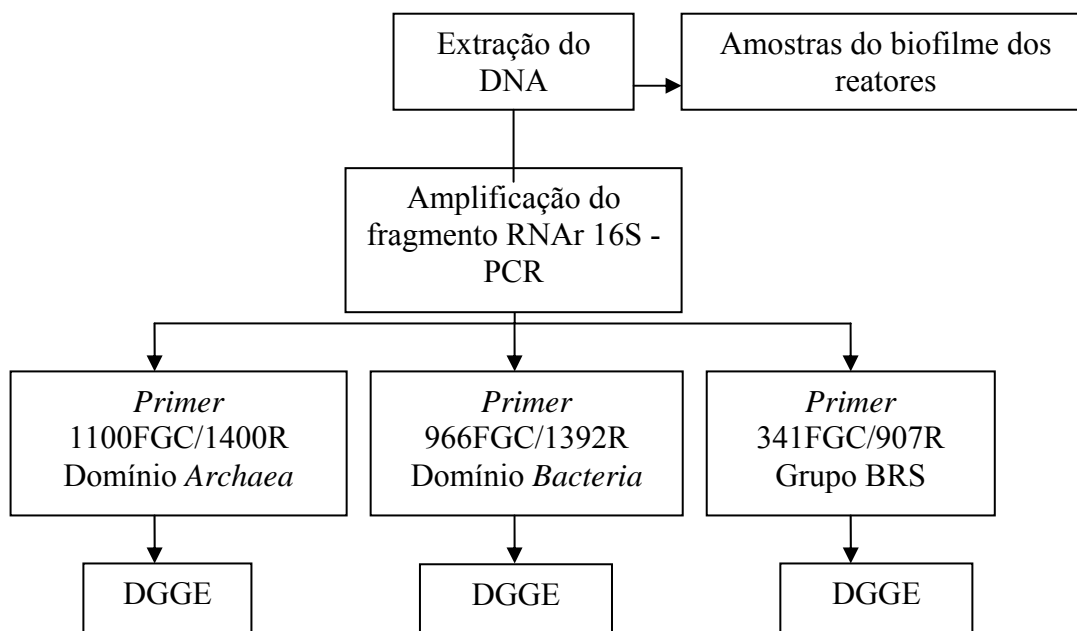 Extração do
DNA
Amostras do biofilme dos
reatores
Amplificação do
fragmento RNAr 16S -
PCR
Primer
1100FGC/1400R
Domínio Archaea
Primer
966FGC/1392R
Domínio Bacteria
Primer
341FGC/907R
Grupo BRS
DGGE
DGGE
DGGE